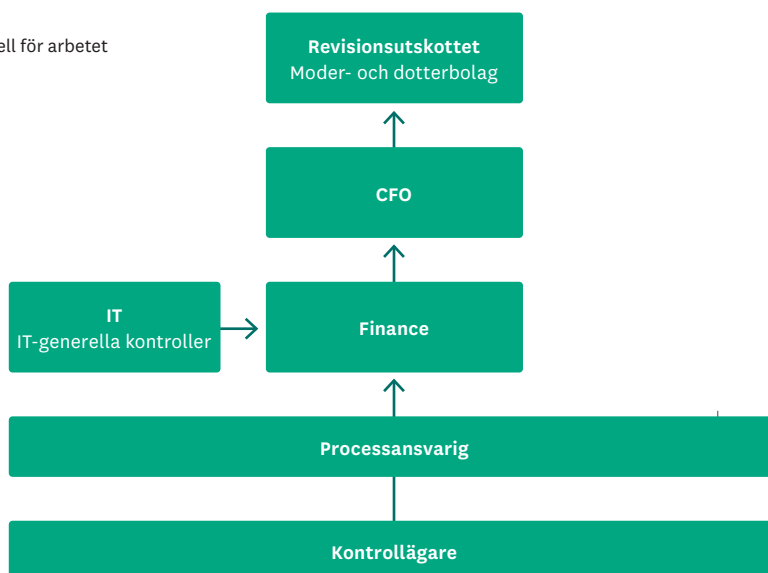 ell för arbetet
Revisionsutskottet
Moder- och dotterbolag
CFO
IT
IT-generella kontroller
Finance
Processansvarig
Kontrollägare